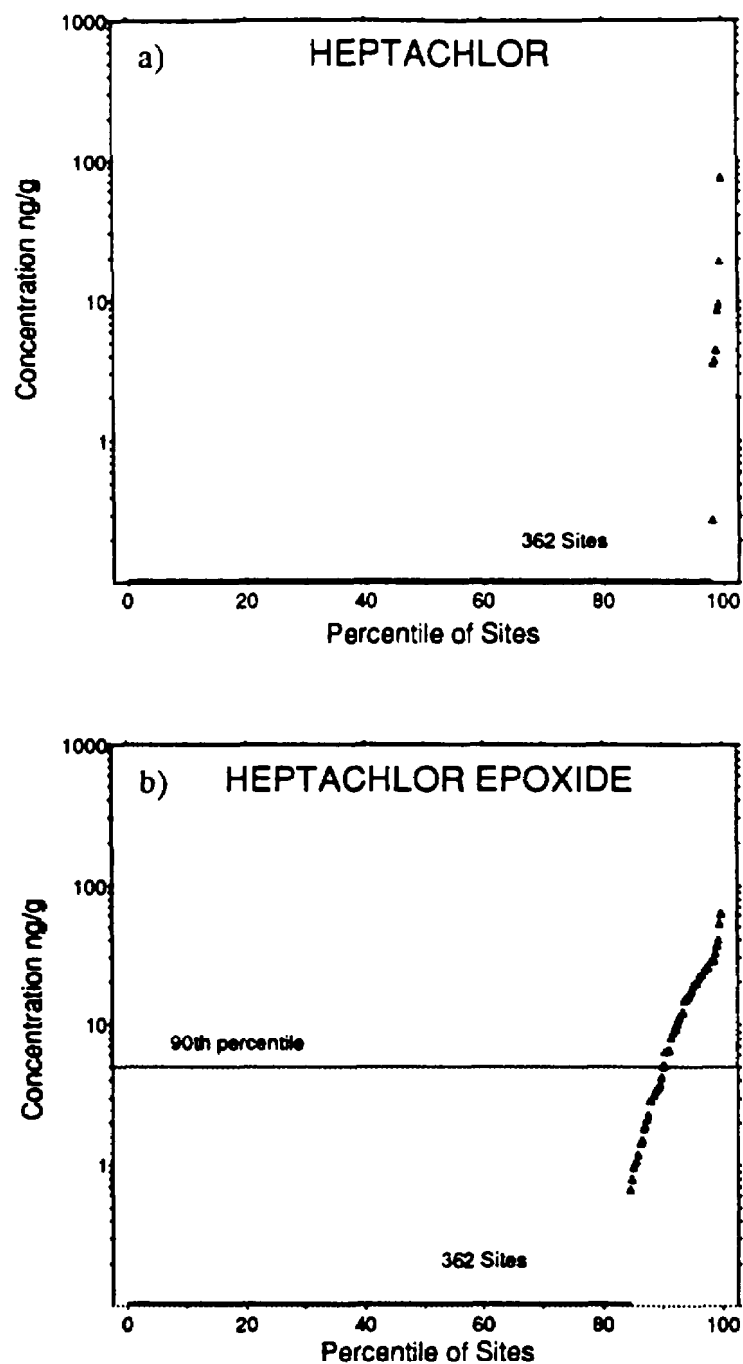 a) HEPTACHLOR
1000
100
10
1
Concentration ng/g
362 Sites
0 20 40 60 80 100
Percentile of Sites
b) HEPTACHLOR EPOXIDE
1000
100
10
1
Concentration ng/g
90th percentile
362 Sites
0 20 40 60 80 100
Percentile of Sites